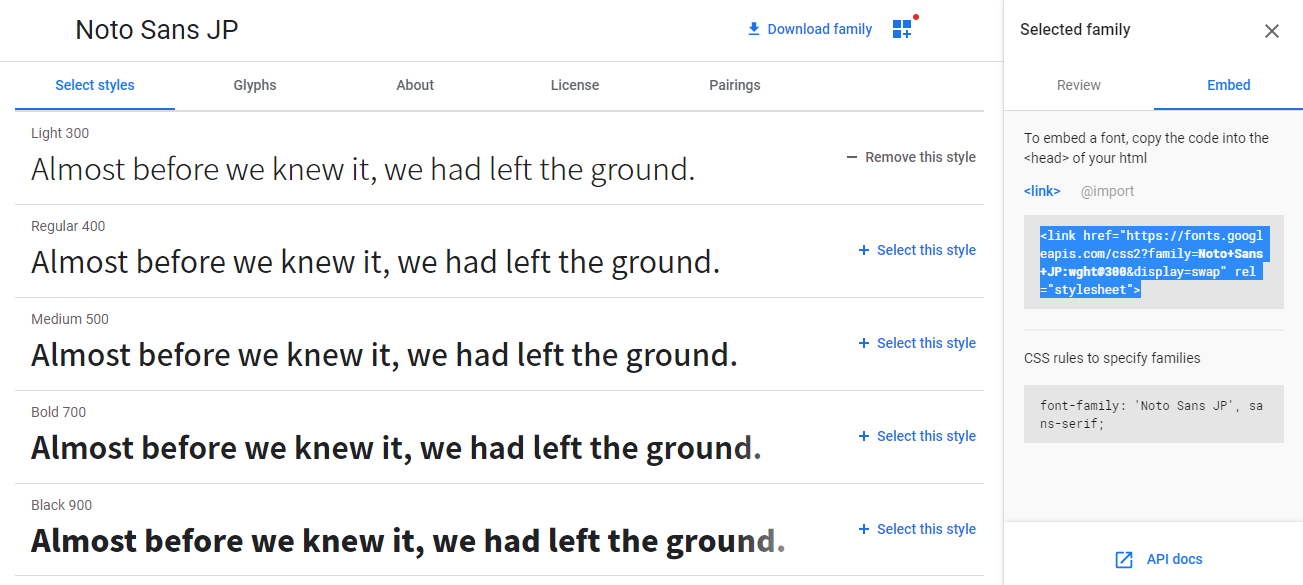 Noto Sans JP
Download family
Select styles
Glyphs
About
License
Pairings
Light 300
Almost before we knew it, we had left the ground.
Remove this style
Regular 400
Almost before we knew it, we had left the ground.
Select this style
Medium 500
Almost before we knew it, we had left the ground.
Select this style
Bold 700
Almost before we knew it, we had left the ground.
Select this style
Black 900
Almost before we knew it, we had left the ground.
Select this style
Selected family
Review
Embed
To embed a font, copy the code into the
<head> of your html
<link>
@import
<link href="https://fonts.googl
eapis.com/css2?family=Noto+Sans
+JP:wght@300&display=swap" rel
="stylesheet">
CSS rules to specify families
font-family: 'Noto Sans JP', sa
ns-serif;
API docs